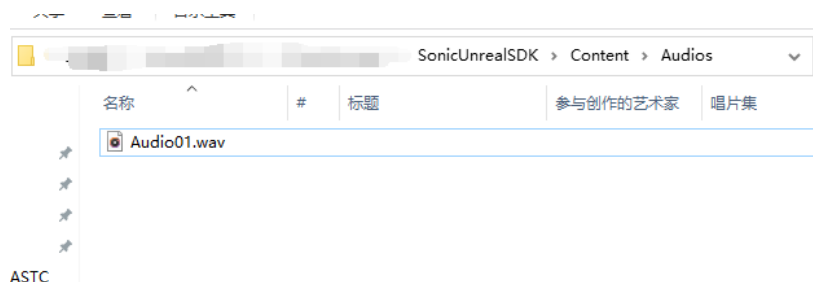 SonicUnrealSDK > Content > Audios
名称 # 标题 参与创作的艺术家 唱片集
Audio01.wav
ASTC